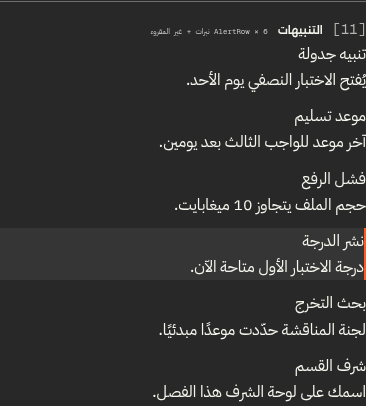 [11] التنبيهات AlertRow × 6 نبرات + غير المقروء
تنبيه جدولة
يُفتح الاختبار النصفي يوم الأحد.
موعد تسليم
آخر موعد للواجب الثالث بعد يومين.
فشل الرفع
حجم الملف يتجاوز 10 ميغابايت.
نشر الدرجة
درجة الاختبار الأول متاحة الآن.
بحث التخرج
لجنة المناقشة حدّدت موعدًا مبدئيًا.
شرف القسم
اسمك على لوحة الشرف هذا الفصل.